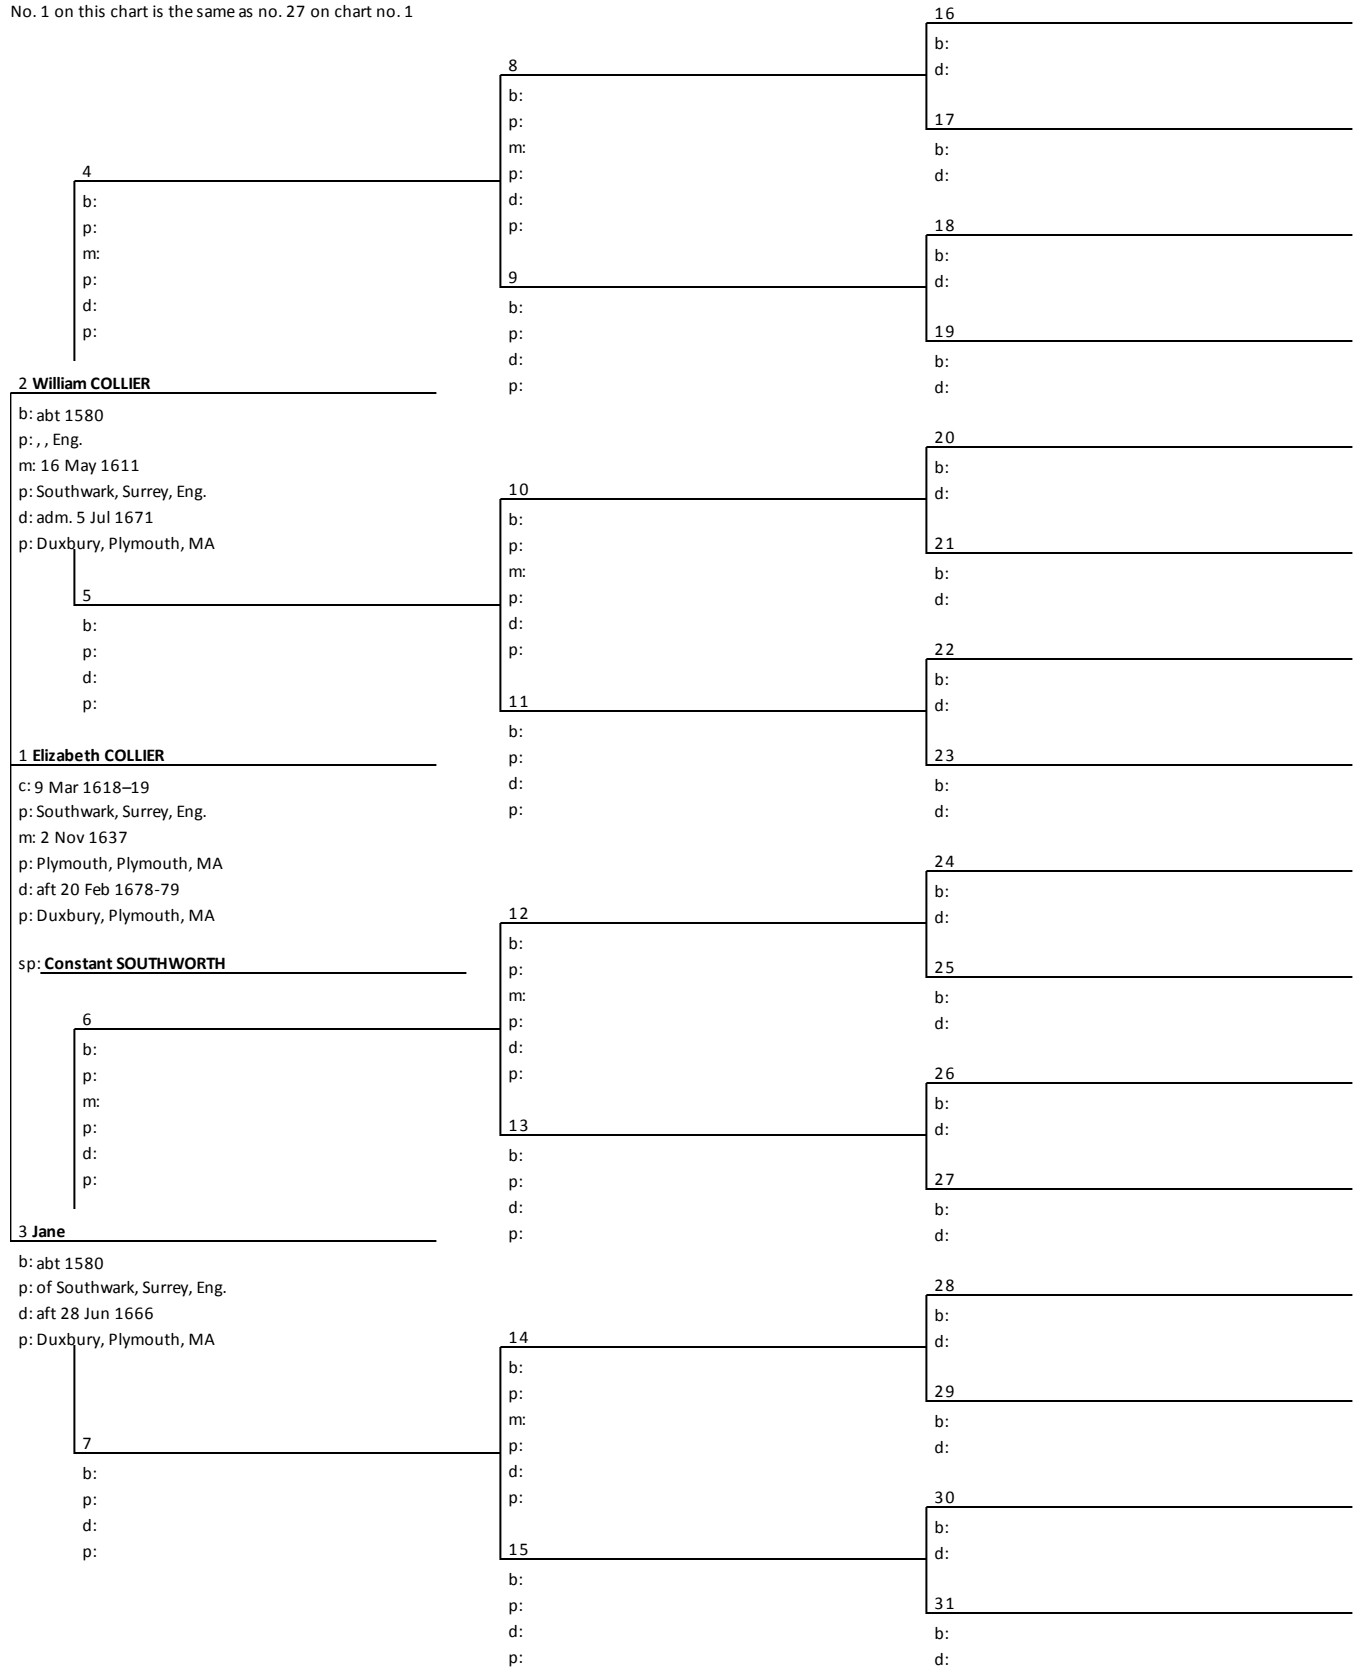 No. 1 on this chart is the same as no. 27 on chart no. 1
2 William COLLIER
b: abt 1580
p: , , Eng.
m: 16 May 1611
p: Southwark, Surrey, Eng.
d: adm. 5 Jul 1671
p: Duxbury, Plymouth, MA
1 Elizabeth COLLIER
c: 9 Mar 1618–19
p: Southwark, Surrey, Eng.
m: 2 Nov 1637
p: Plymouth, Plymouth, MA
d: aft 20 Feb 1678-79
p: Duxbury, Plymouth, MA
sp: Constant SOUTHWORTH
3 Jane
b: abt 1580
p: of Southwark, Surrey, Eng.
d: aft 28 Jun 1666
p: Duxbury, Plymouth, MA
4
b:
p:
m:
p:
d:
p:
5
b:
p:
d:
p:
6
b:
p:
m:
p:
d:
p:
7
b:
p:
d:
p:
8
b:
p:
m:
p:
d:
p:
9
b:
p:
d:
p:
10
b:
p:
m:
p:
d:
p:
11
b:
p:
d:
p:
12
b:
p:
m:
p:
d:
p:
13
b:
p:
d:
p:
14
b:
p:
m:
p:
d:
p:
15
b:
p:
d:
p:
16
b:
d:
17
b:
d:
18
b:
d:
19
b:
d:
20
b:
d:
21
b:
d:
22
b:
d:
23
b:
d:
24
b:
d:
25
b:
d:
26
b:
d:
27
b:
d:
28
b:
d:
29
b:
d:
30
b:
d:
31
b:
d: